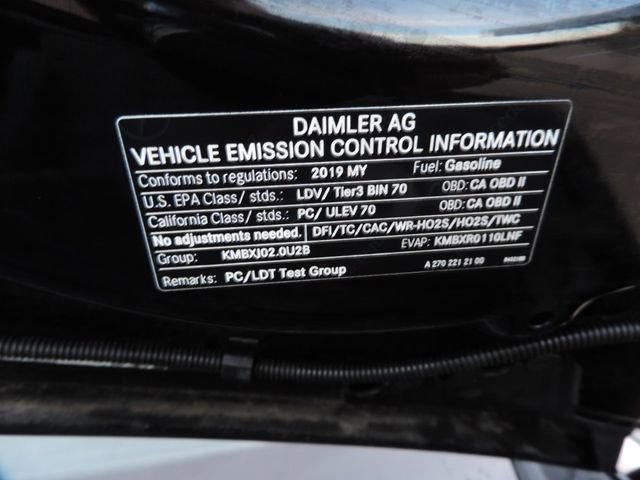 DAIMLER AG
VEHICLE EMISSION CONTROL INFORMATION
Conforms to regulations: 2019 MY Fuel: Gasoline
U.S. EPA Class/ stds.: LDV/ Tier3 BIN 70 OBD: CA OBD II
California Class/ stds.: PC/ ULEV 70 OBD: CA OBD II
No adjustments needed. DFI/TC/CAC/WR-HO2S/HO2S/TWC
Group: KMBXJ02.0U2B EVAP: KMBXR0110LNF
Remarks: PC/LDT Test Group A 270 221 21 00